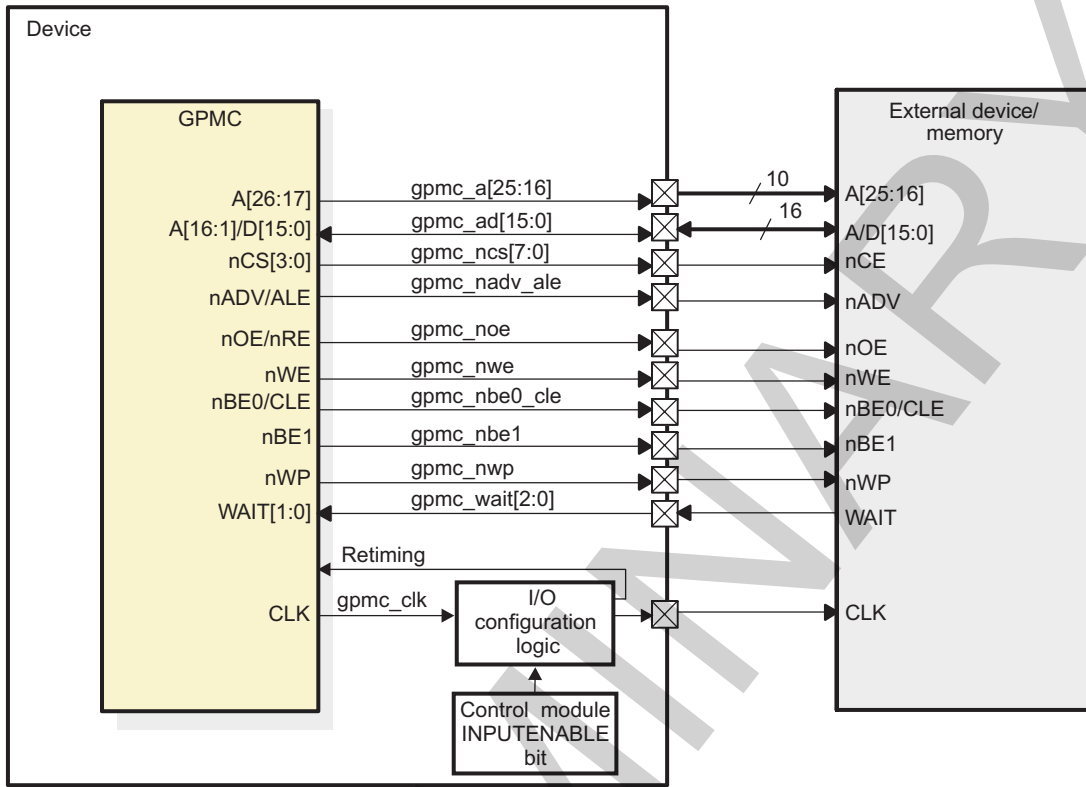 Device
GPMC
External device/
memory
A[26:17]
gpmc_a[25:16]
10
A[25:16]
A[16:1]/D[15:0]
gpmc_ad[15:0]
16
A/D[15:0]
nCS[3:0]
gpmc_ncs[7:0]
nCE
nADV/ALE
gpmc_nadv_ale
nADV
nOE/nRE
gpmc_noe
nOE
nWE
gpmc_nwe
nWE
nBE0/CLE
gpmc_nbe0_cle
nBE0/CLE
nBE1
gpmc_nbe1
nBE1
nWP
gpmc_nwp
nWP
WAIT[1:0]
gpmc_wait[2:0]
WAIT
Retiming
CLK
gpmc_clk
I/O
configuration
logic
CLK
Control module
INPUTENABLE
bit
MINARY